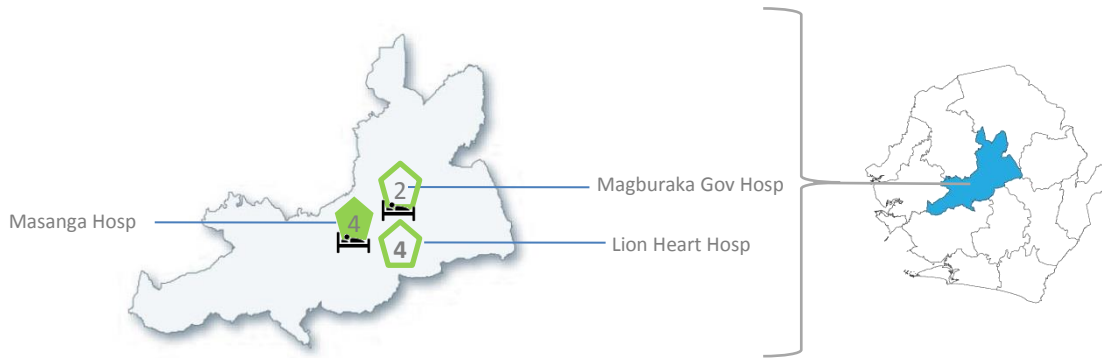 2
Magburaka Gov Hosp
Masanga Hosp
4
4
Lion Heart Hosp